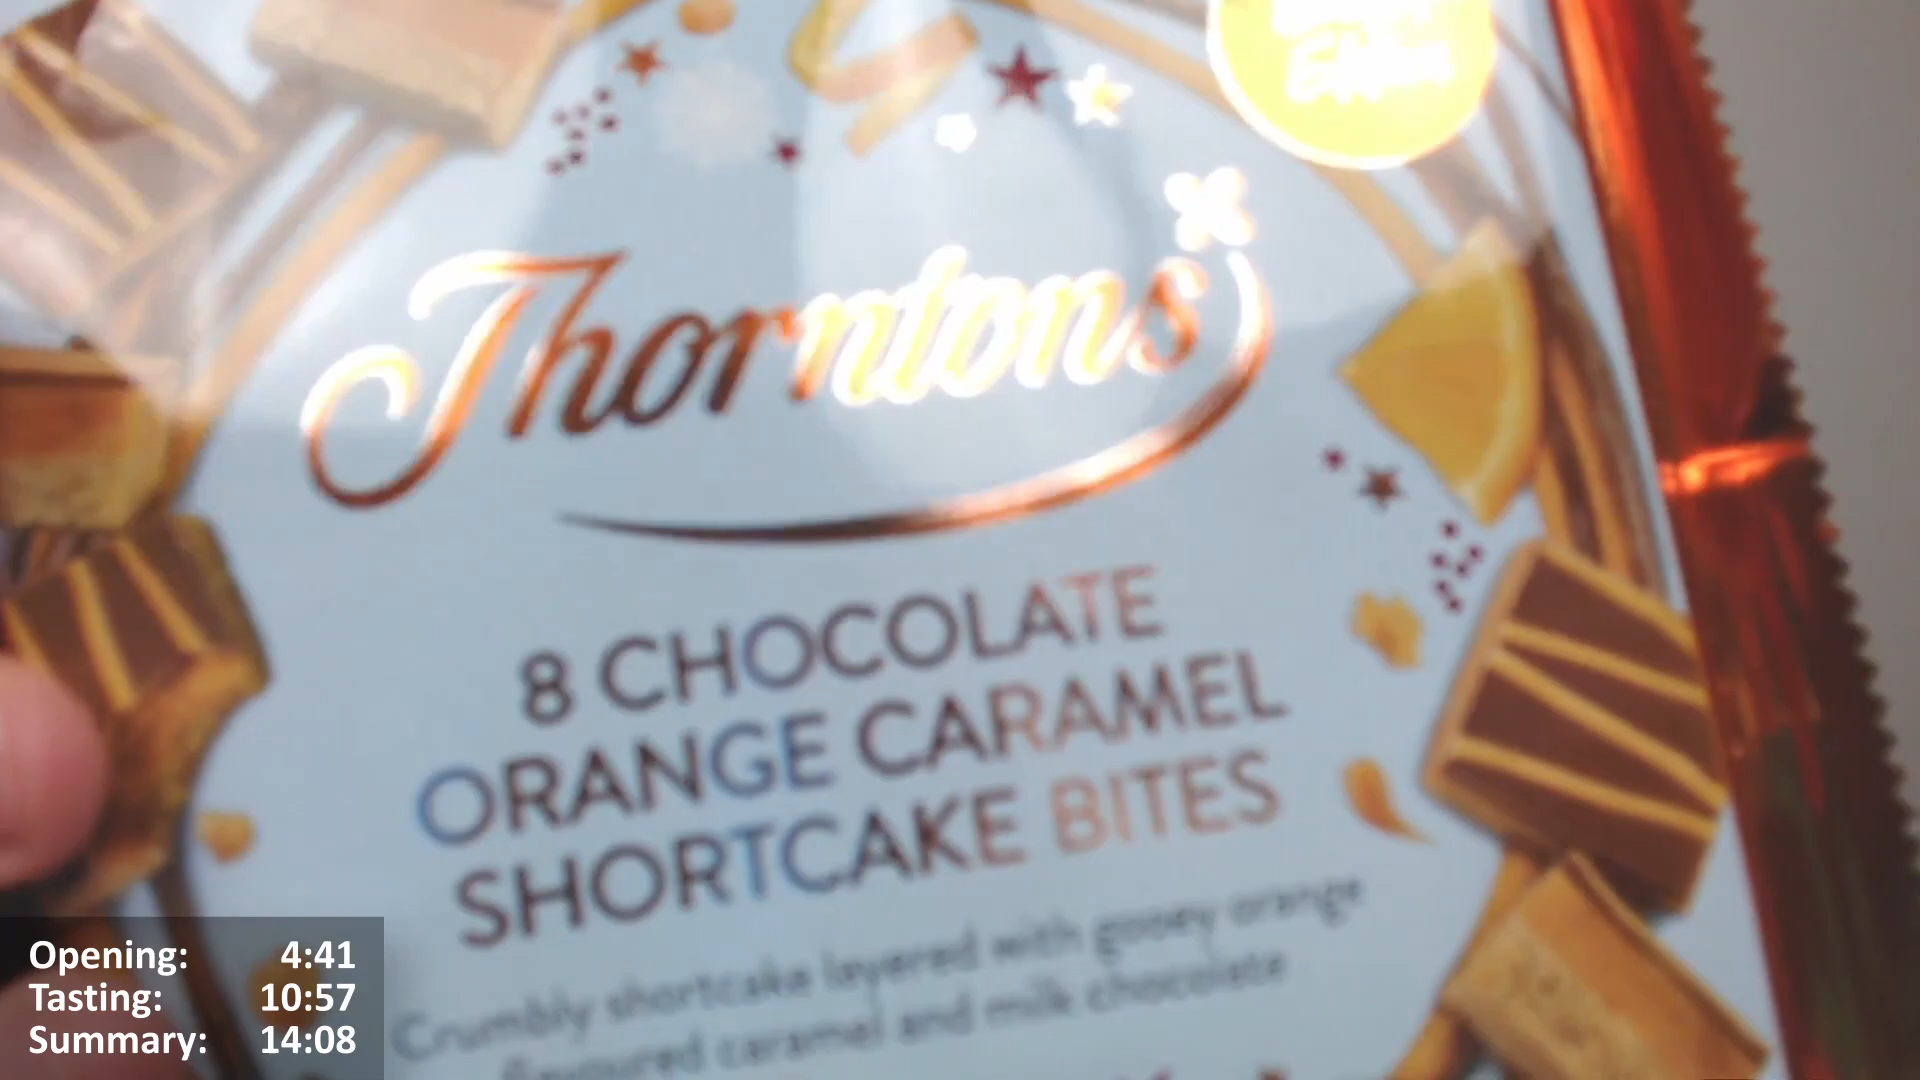 Thorntons
8 CHOCOLATE
ORANGE CARAMEL
SHORTCAKE BITES
Crumbly shortcake layered with gooey orange
flavoured caramel and milk chocolate
Opening: 4:41
Tasting: 10:57
Summary: 14:08